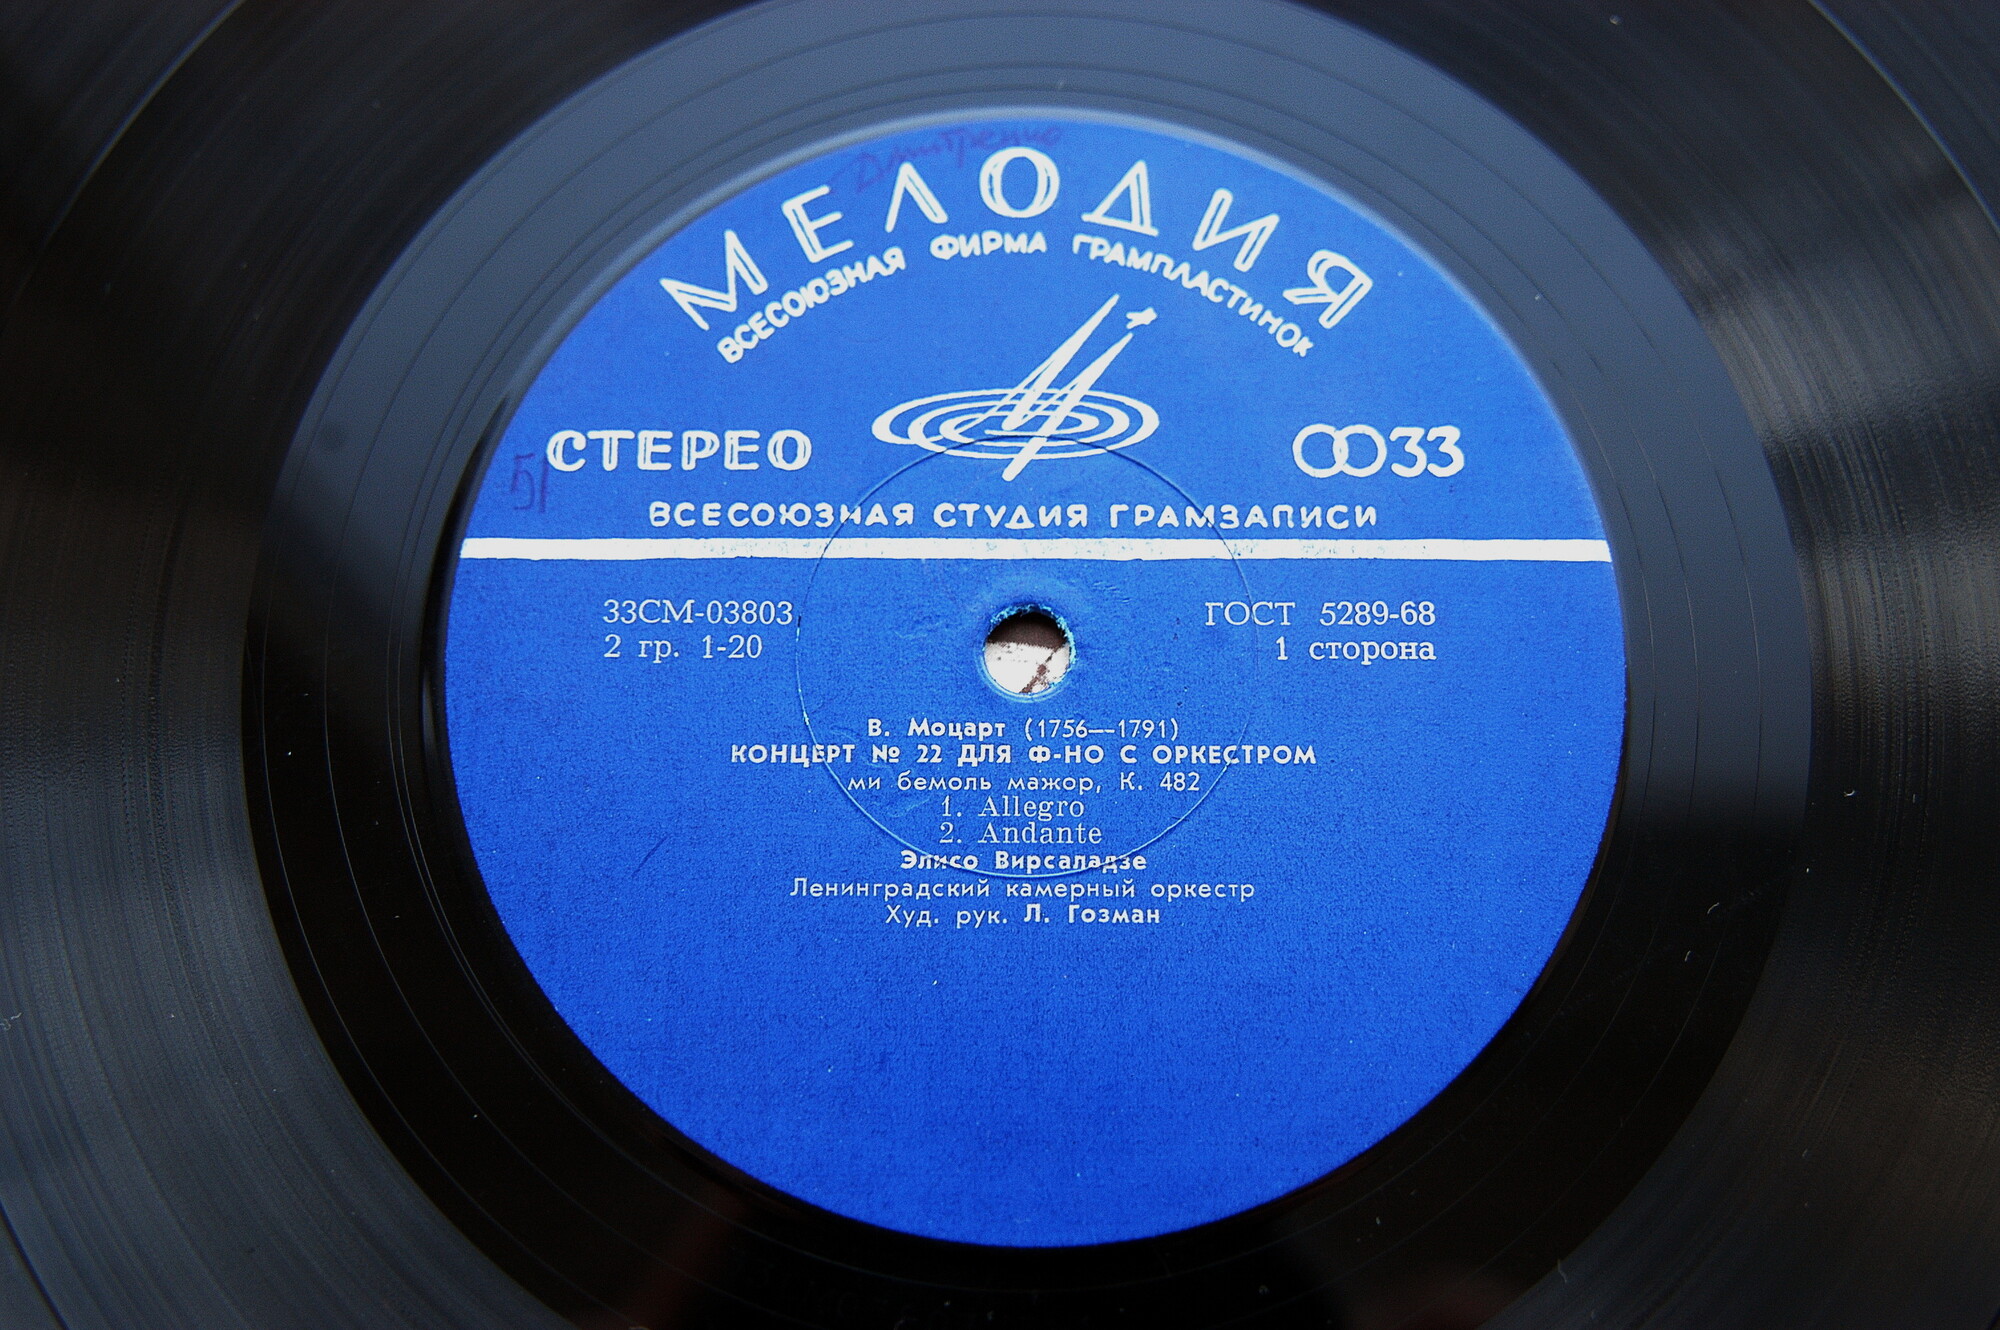 Дмитренко
МЕЛОДИЯ
ВСЕСОЮЗНАЯ ФИРМА ГРАМПЛАСТИНОК
СТЕРЕО
33
51
ВСЕСОЮЗНАЯ СТУДИЯ ГРАМЗАПИСИ
33СМ-03803
ГОСТ 5289-68
2 гр. 1-20
1 сторона
В. Моцарт (1756—1791)
КОНЦЕРТ № 22 ДЛЯ Ф-НО С ОРКЕСТРОМ
ми бемоль мажор, К. 482
1. Allegro
2. Andante
Элисо Вирсаладзе
Ленинградский камерный оркестр
Худ. рук. Л. Гозман